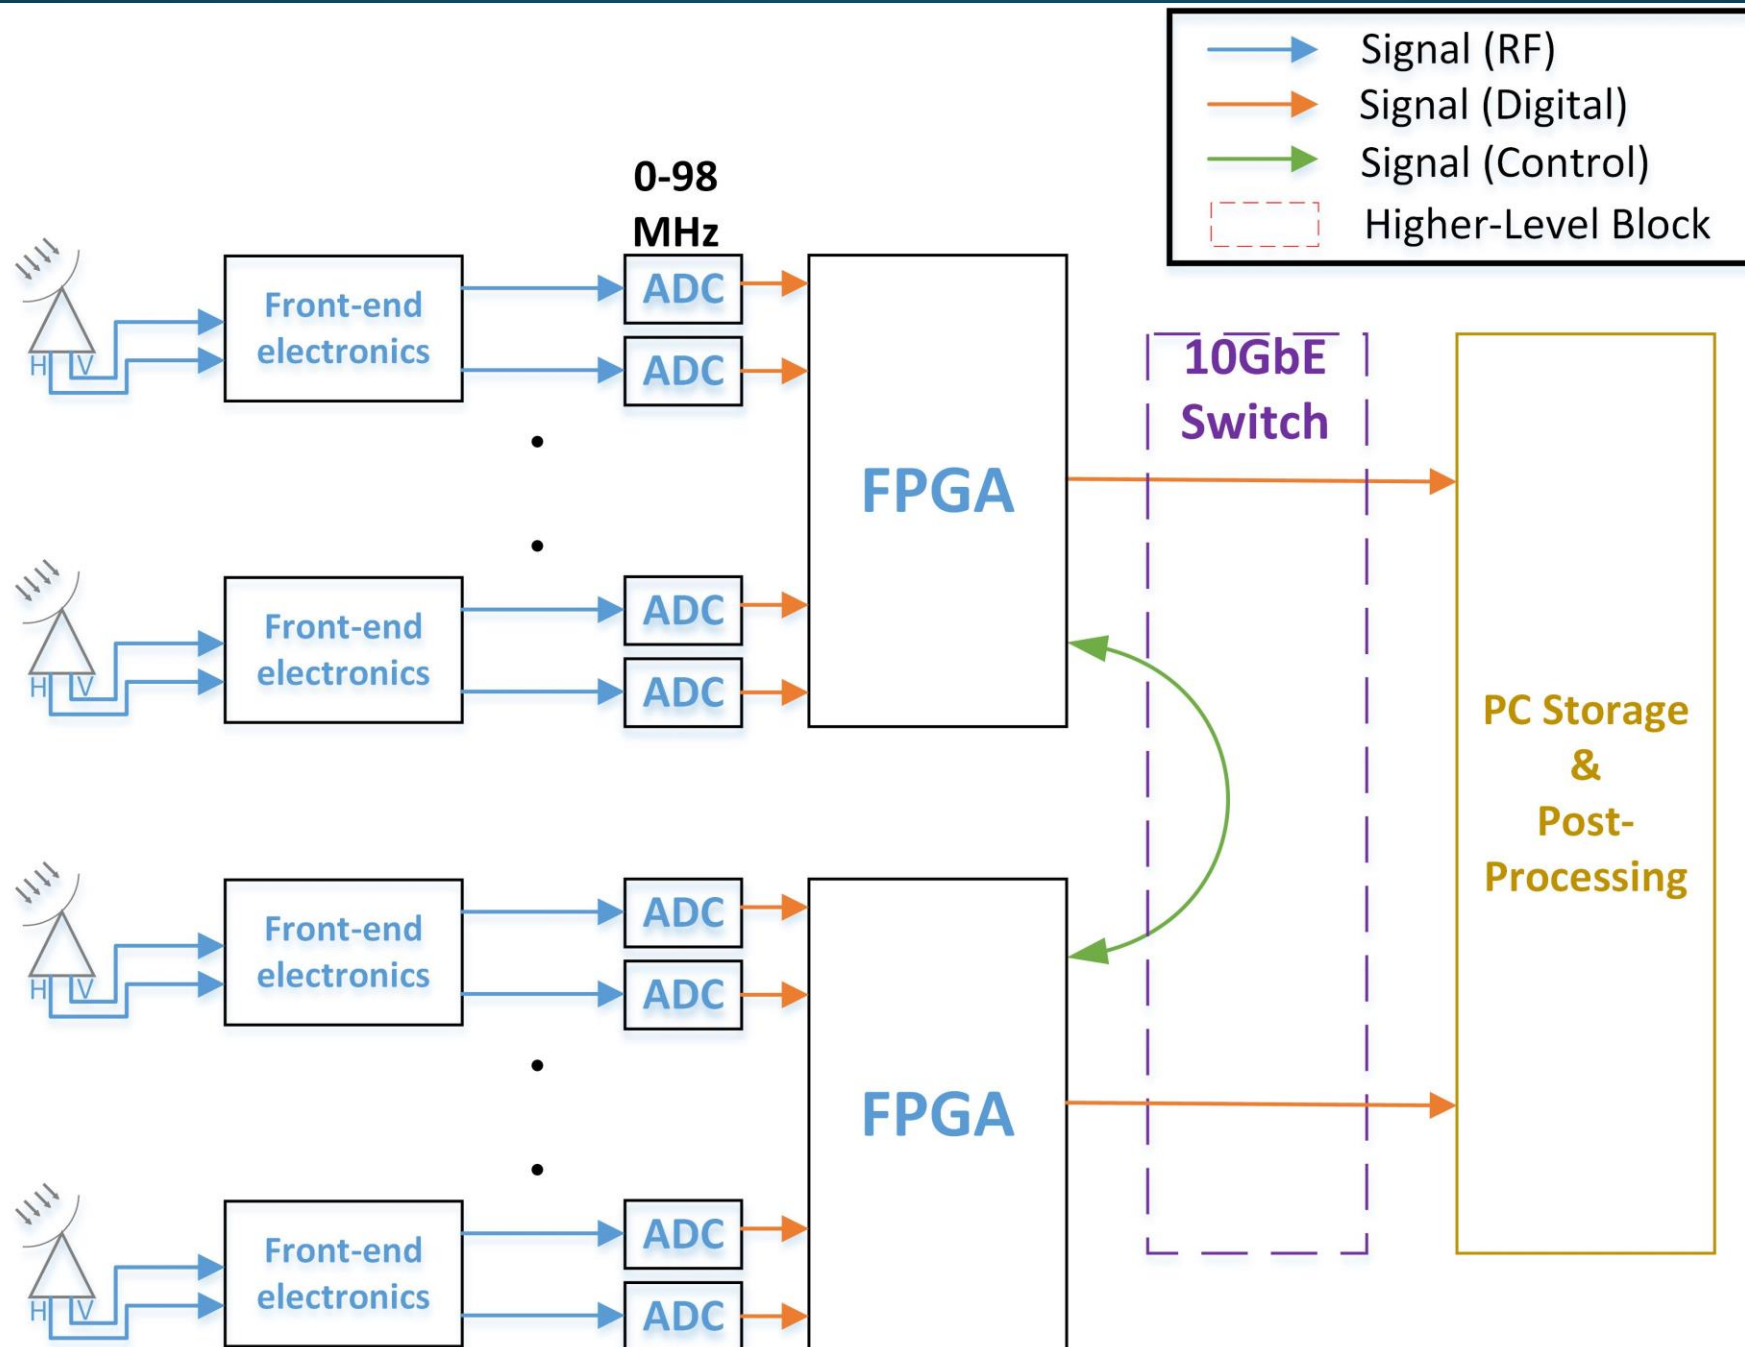 Signal (RF)
Signal (Digital)
Signal (Control)
Higher-Level Block
0-98
MHz
H
V
Front-end
electronics
ADC
ADC
FPGA
H
V
Front-end
electronics
ADC
ADC
10GbE
Switch
PC Storage
&
Post-
Processing
H
V
Front-end
electronics
ADC
ADC
FPGA
H
V
Front-end
electronics
ADC
ADC